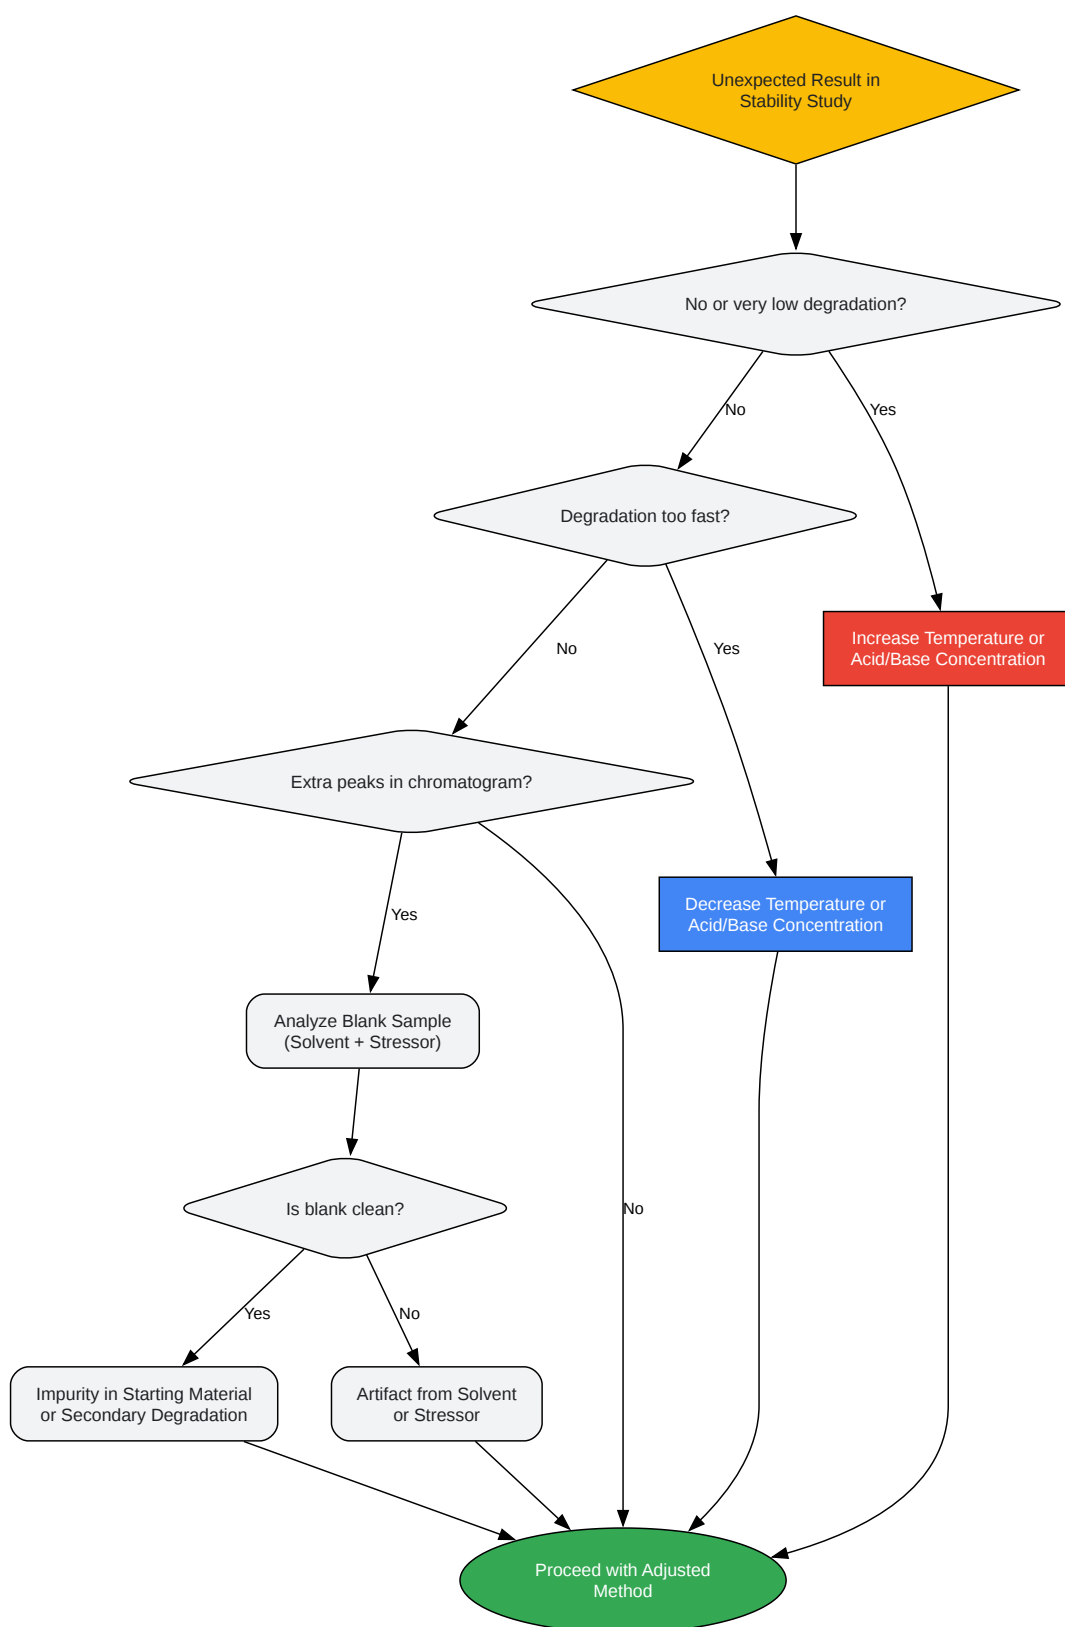 Unexpected Result in
Stability Study
No or very low degradation?
No
Yes
Degradation too fast?
No
Yes
Increase Temperature or
Acid/Base Concentration
Extra peaks in chromatogram?
Yes
Decrease Temperature or
Acid/Base Concentration
Analyze Blank Sample
(Solvent + Stressor)
Is blank clean?
No
Yes
No
Impurity in Starting Material
or Secondary Degradation
Artifact from Solvent
or Stressor
Proceed with Adjusted
Method